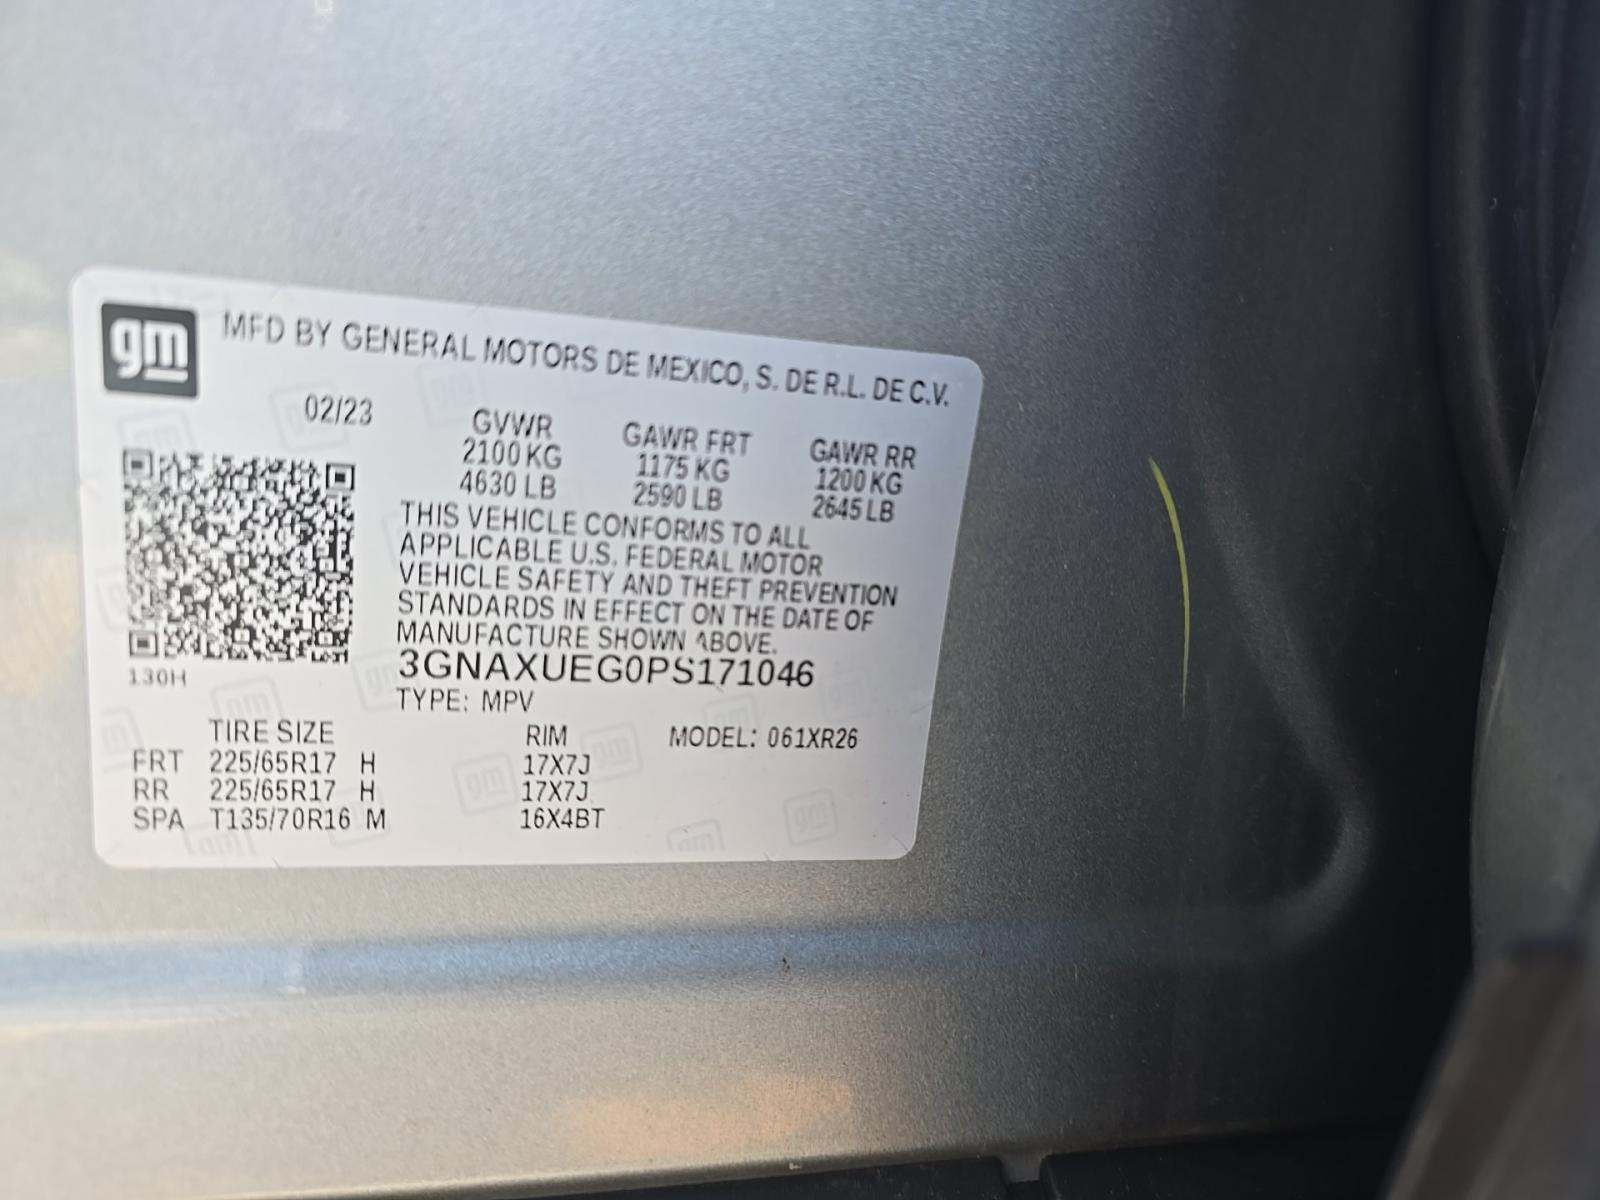 gm
MFD BY GENERAL MOTORS DE MEXICO, S. DE R.L. DE C.V.
02/23
GVWR GAWR FRT GAWR RR
2100 KG 1175 KG 1200 KG
4630 LB 2590 LB 2645 LB
THIS VEHICLE CONFORMS TO ALL
APPLICABLE U.S. FEDERAL MOTOR
VEHICLE SAFETY AND THEFT PREVENTION
STANDARDS IN EFFECT ON THE DATE OF
MANUFACTURE SHOWN ABOVE.
130H
3GNAXUEG0PS171046
TYPE: MPV
TIRE SIZE RIM MODEL: 061XR26
FRT 225/65R17 H 17X7J
RR 225/65R17 H 17X7J
SPA T135/70R16 M 16X4BT